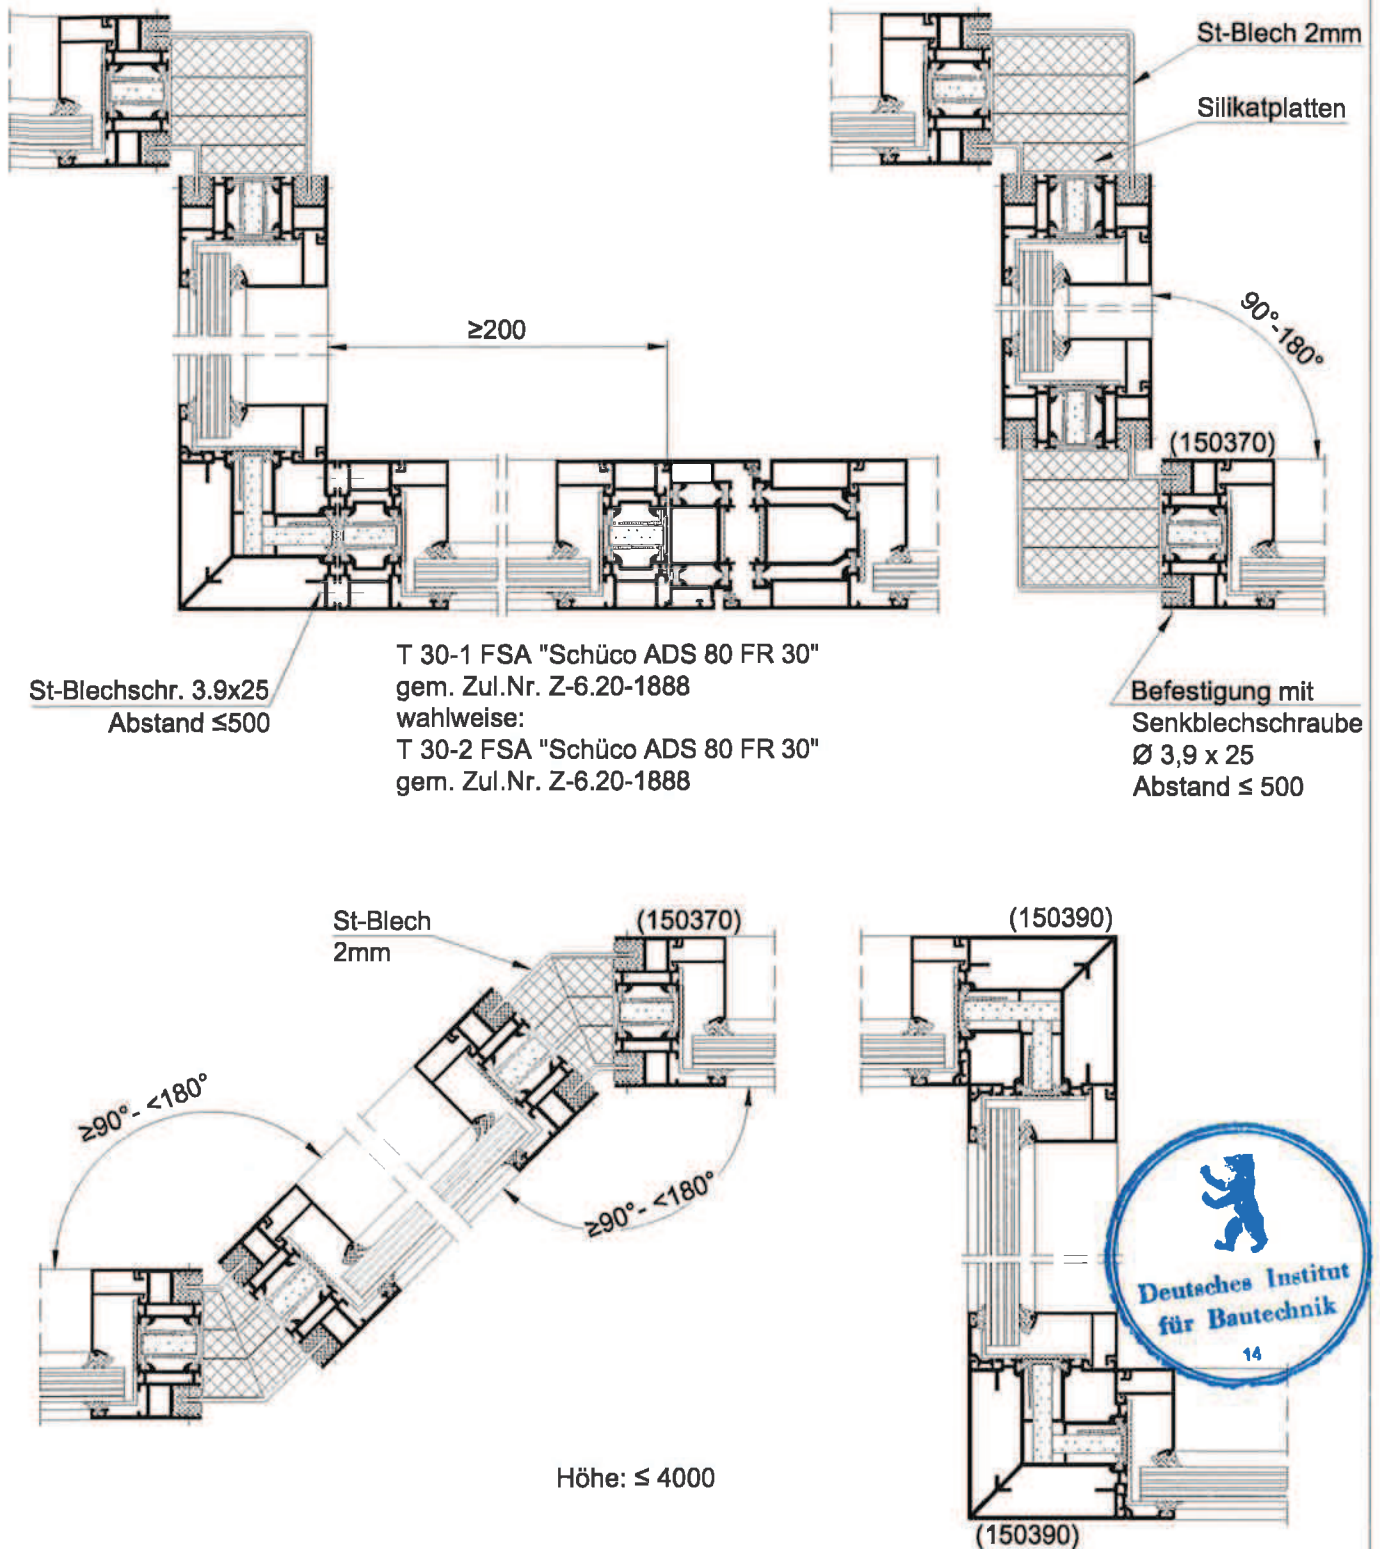 St-Blech 2mm
Silikatplatten
≥200
90°-180°
(150370)
T 30-1 FSA "Schüco ADS 80 FR 30"
gem. Zul.Nr. Z-6.20-1888
wahlweise:
T 30-2 FSA "Schüco ADS 80 FR 30"
gem. Zul.Nr. Z-6.20-1888
St-Blechschr. 3.9x25
Abstand ≤500
Befestigung mit
Senkblechschraube
Ø 3,9 x 25
Abstand ≤ 500
St-Blech
2mm
(150370)
(150390)
≥90°- <180°
≥90°- <180°
Deutsches Institut
für Bautechnik
14
Höhe: ≤ 4000
(150390)